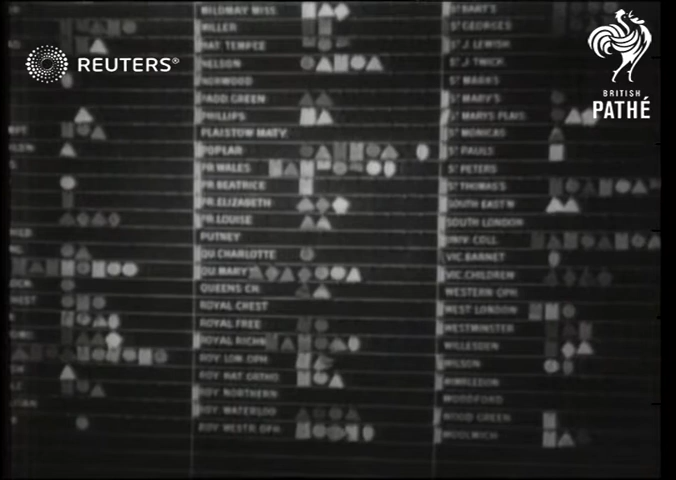 REUTERS
BRITISH
PATHÉ
MILDMAY MISS.
MILLER
NAT. TEMPCE
NELSON
NORWOOD
PADD. GREEN
PHILLIPS
PLAISTOW MATY.
POPLAR
PR. WALES
PR. BEATRICE
PR. ELIZABETH
PR. LOUISE
PUTNEY
QU. CHARLOTTE
QU. MARY
QUEENS CH.
ROYAL CHEST
ROYAL FREE
ROYAL RICH
ROY. LON. OPH.
ROY. NAT. ORTHO.
ROY. NORTHERN
ROY. WATERLOO
ROY. WESTR. OPH.
ST BART'S
ST GEORGES
ST J. LEWISH
ST J. TWICK
ST MARKS
ST MARY'S
ST MARYS PLAIS.
ST MONICAS
ST PAULS
ST PETERS
ST THOMAS'S
SOUTH EAST'N
SOUTH LONDON
UNIV. COLL.
VIC. BARNET
VIC. CHILDREN
WESTERN OPH.
WEST LONDON
WESTMINSTER
WILLESDEN
WILSON
WIMBLEDON
WOODFORD
WOOD GREEN
WOOLWICH